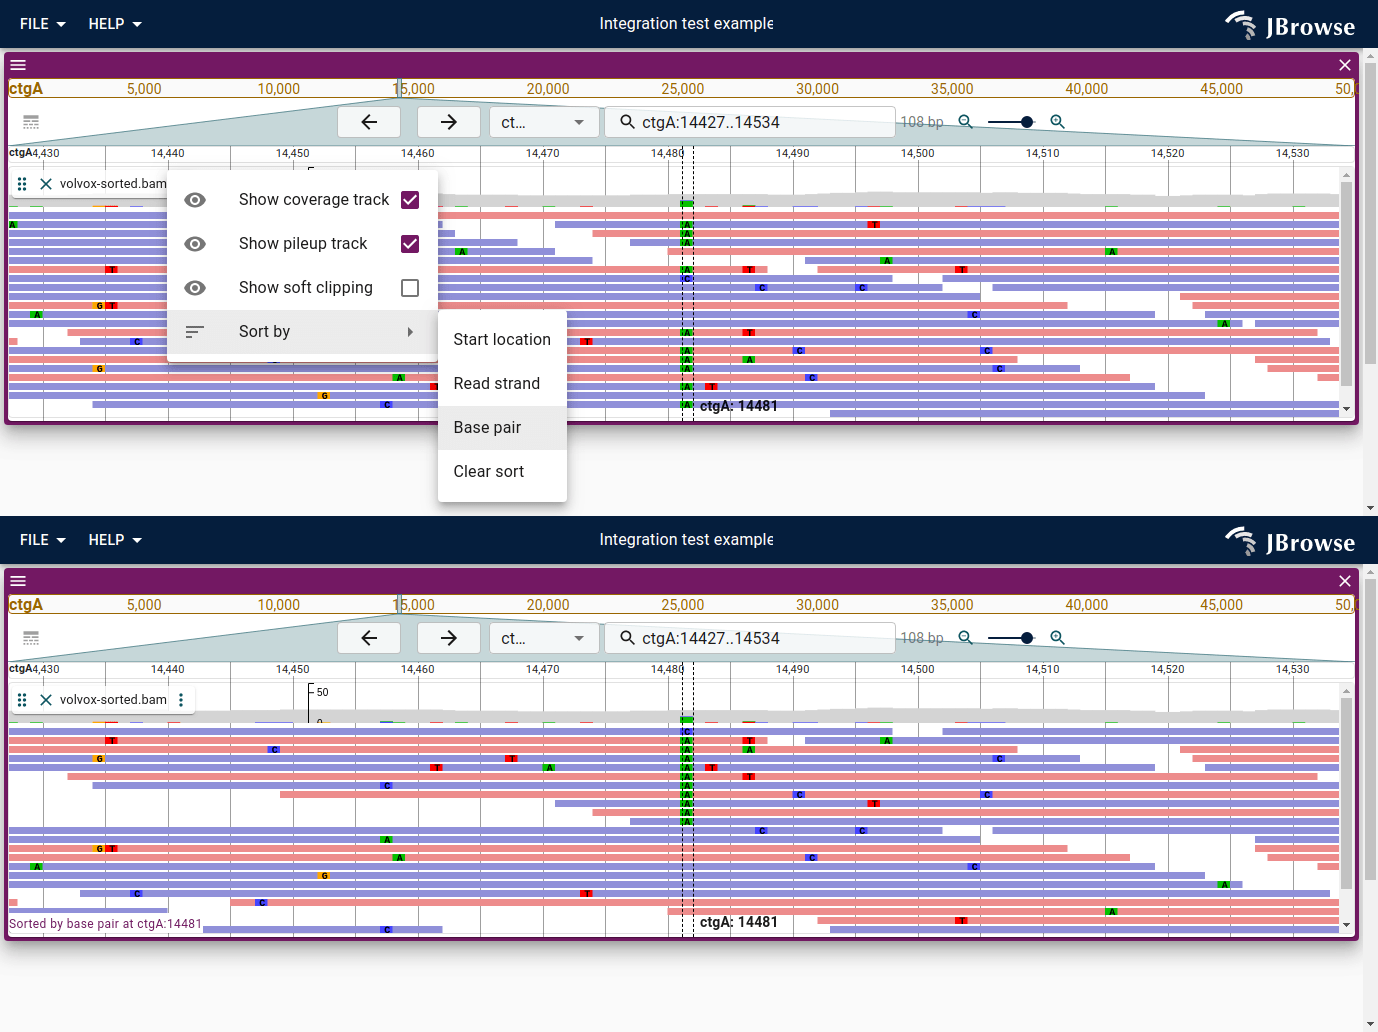 FILE HELP Integration test example JBrowse
ctgA 5,000 10,000 15,000 20,000 25,000 30,000 35,000 40,000 45,000 50,
ct... ctgA:14427..14534 108 bp
ctgA 4,430 14,440 14,450 14,460 14,470 14,480 14,490 14,500 14,510 14,520 14,530
volvox-sorted.bam
Show coverage track
A A T
Show pileup track
A
A
A A
A
T A T T
Show soft clipping
C
C C
G T
A C
Sort by
A
A T
C T
Start location
A C C
A A
G C
Read strand
A C
A T
G
C A
ctgA: 14481
Base pair
Clear sort
FILE HELP Integration test example JBrowse
ctgA 5,000 10,000 15,000 20,000 25,000 30,000 35,000 40,000 45,000 50,
ct... ctgA:14427..14534 108 bp
ctgA 4,430 14,440 14,450 14,460 14,470 14,480 14,490 14,500 14,510 14,520 14,530
volvox-sorted.bam 50
0
C
T A T A
C A A
G T A C
T A A T
A T
C A
A C C
A T
A
A
C C
A
G T
A C
A C
G
A
C T
C
A
Sorted by base pair at ctgA:14481 ctgA: 14481 T
C